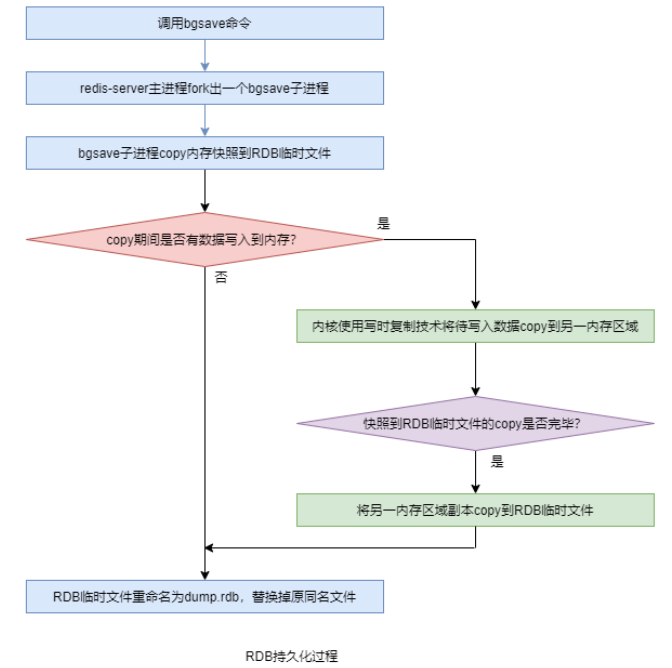 调用bgsave命令
redis-server主进程fork出一个bgsave子进程
bgsave子进程copy内存快照到RDB临时文件
copy期间是否有数据写入到内存?
是
否
内核使用写时复制技术将待写入数据copy到另一内存区域
快照到RDB临时文件的copy是否完毕?
是
将另一内存区域副本copy到RDB临时文件
RDB临时文件重命名为dump.rdb，替换掉原同名文件
RDB持久化过程